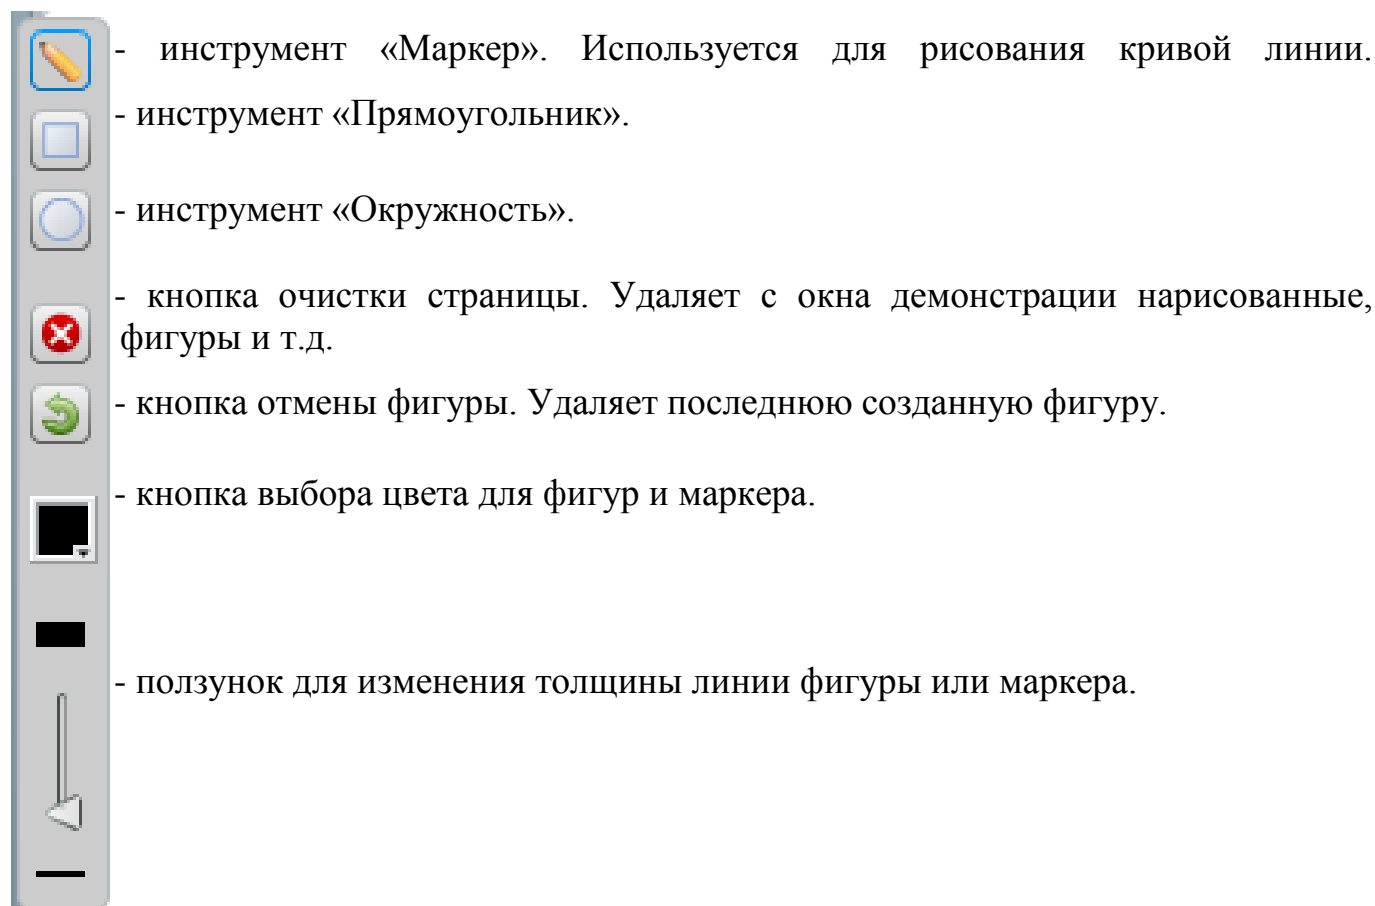 - инструмент «Маркер». Используется для рисования кривой линии.
- инструмент «Прямоугольник».
- инструмент «Окружность».
- кнопка очистки страницы. Удаляет с окна демонстрации нарисованные,
фигуры и т.д.
- кнопка отмены фигуры. Удаляет последнюю созданную фигуру.
- кнопка выбора цвета для фигур и маркера.
- ползунок для изменения толщины линии фигуры или маркера.